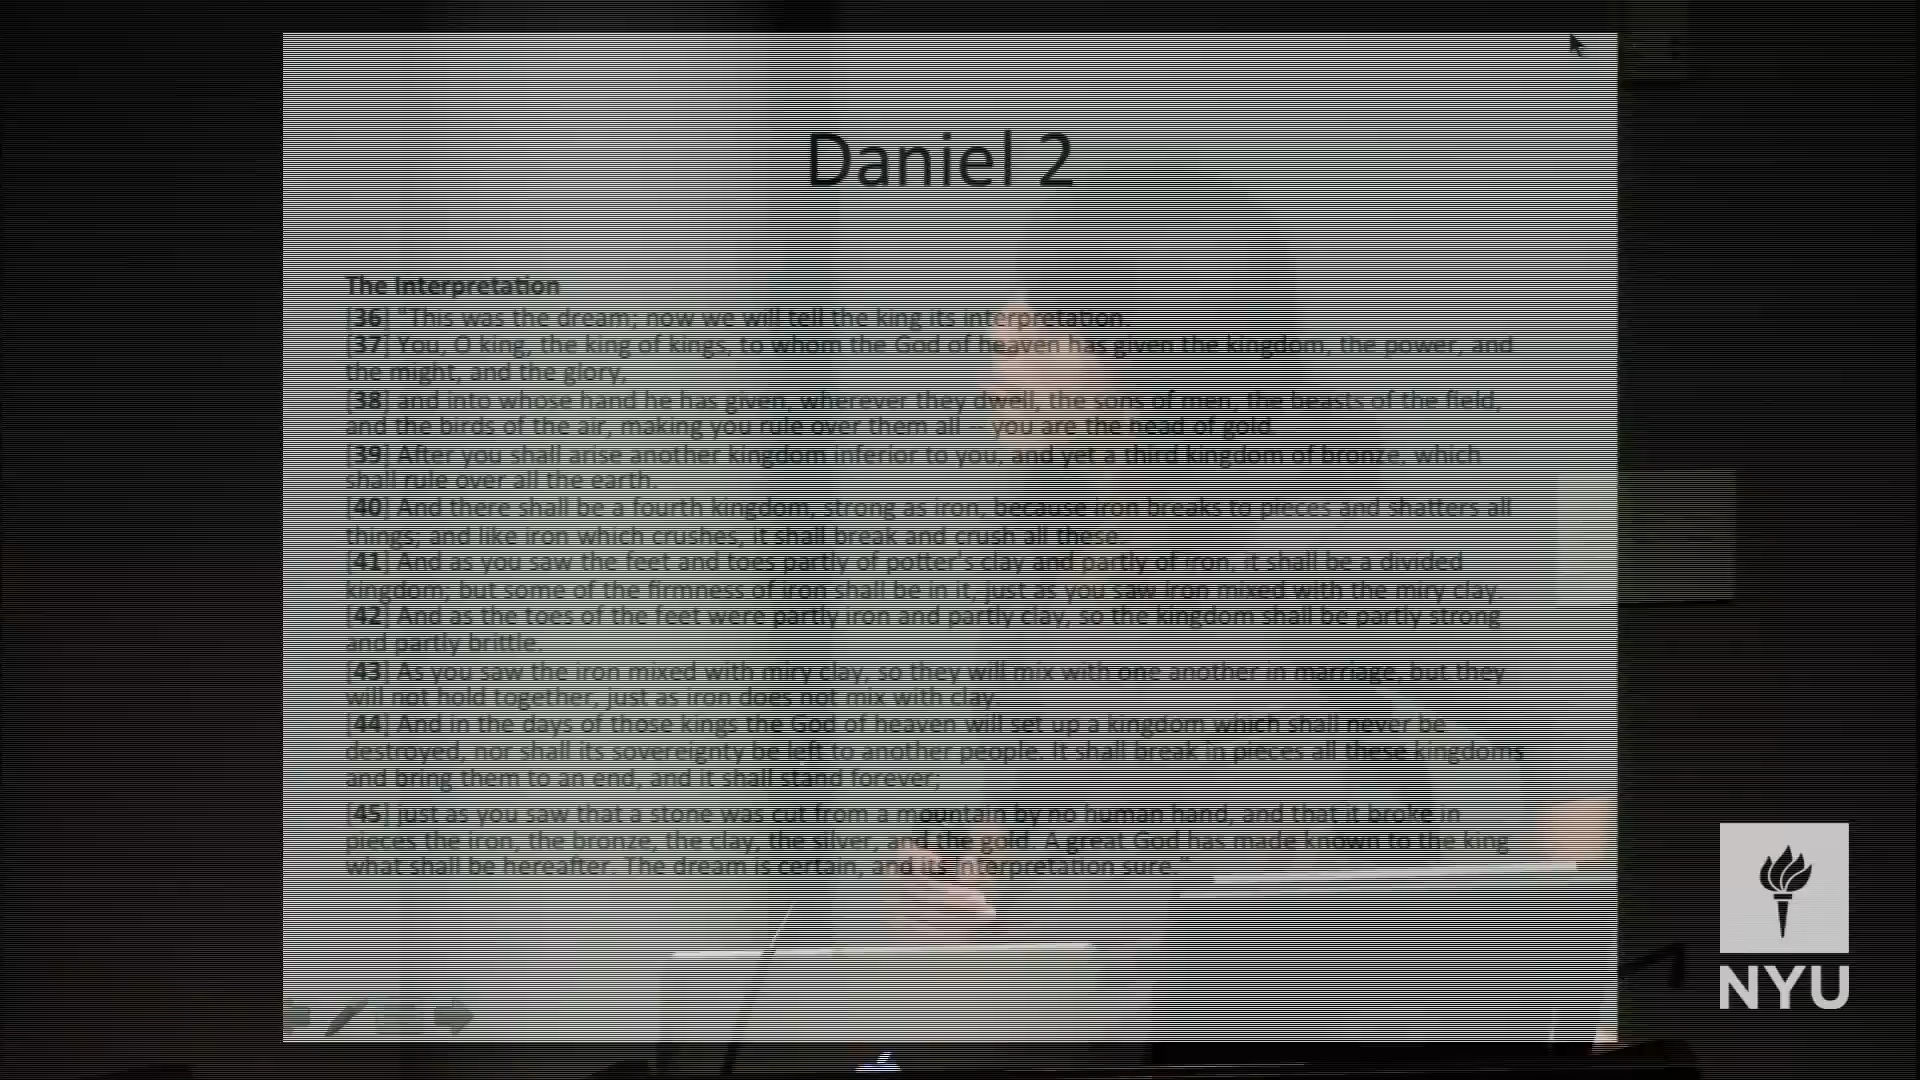 Daniel 2
The Interpretation
[36] "This was the dream; now we will tell the king its interpretation.
[37] You, O king, the king of kings, to whom the God of heaven has given the kingdom, the power, and
the might, and the glory,
[38] and into whose hand he has given, wherever they dwell, the sons of men, the beasts of the field,
and the birds of the air, making you rule over them all -- you are the head of gold.
[39] After you shall arise another kingdom inferior to you, and yet a third kingdom of bronze, which
shall rule over all the earth.
[40] And there shall be a fourth kingdom, strong as iron, because iron breaks to pieces and shatters all
things; and like iron which crushes, it shall break and crush all these.
[41] And as you saw the feet and toes partly of potter's clay and partly of iron, it shall be a divided
kingdom; but some of the firmness of iron shall be in it, just as you saw iron mixed with the miry clay.
[42] And as the toes of the feet were partly iron and partly clay, so the kingdom shall be partly strong
and partly brittle.
[43] As you saw the iron mixed with miry clay, so they will mix with one another in marriage, but they
will not hold together, just as iron does not mix with clay.
[44] And in the days of those kings the God of heaven will set up a kingdom which shall never be
destroyed, nor shall its sovereignty be left to another people. It shall break in pieces all these kingdoms
and bring them to an end, and it shall stand forever;
[45] just as you saw that a stone was cut from a mountain by no human hand, and that it broke in
pieces the iron, the bronze, the clay, the silver, and the gold. A great God has made known to the king
what shall be hereafter. The dream is certain, and its interpretation sure."
NYU